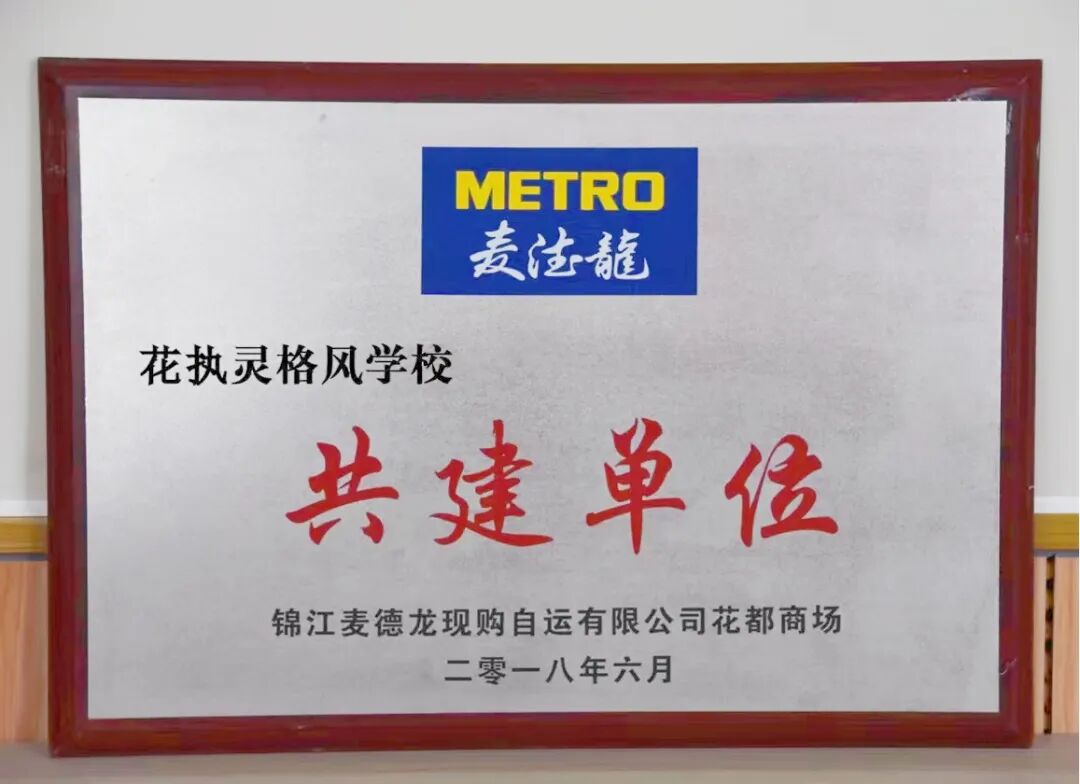 METRO
麦德龍
花执灵格风学校
共建单位
锦江麦德龙现购自运有限公司花都商场
二零一八年六月